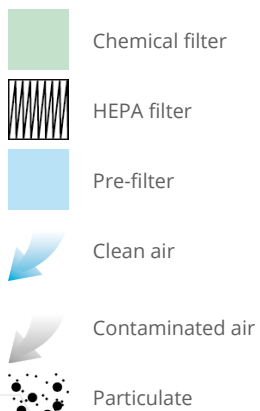 Chemical filter
HEPA filter
Pre-filter
Clean air
Contaminated air
Particulate